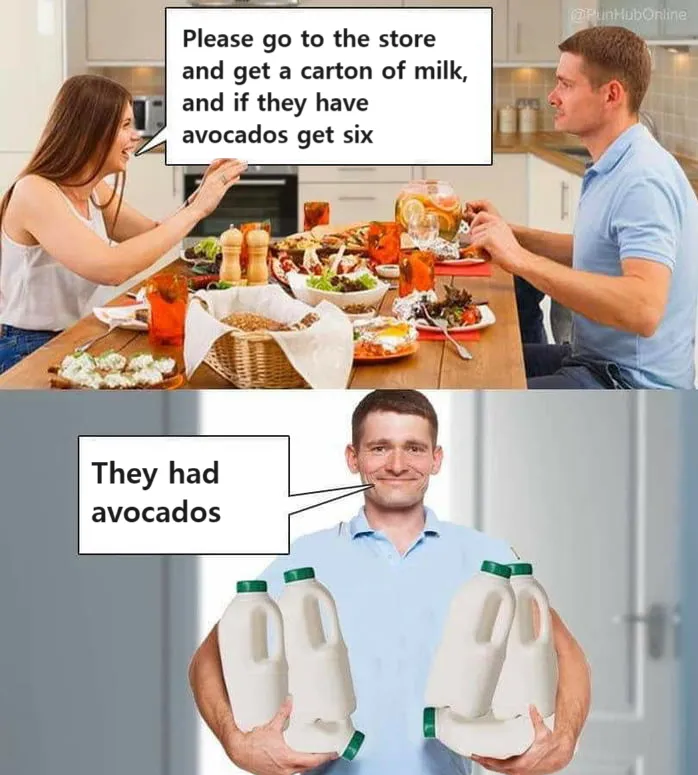 @PunHubOnline
Please go to the store
and get a carton of milk,
and if they have
avocados get six
They had
avocados